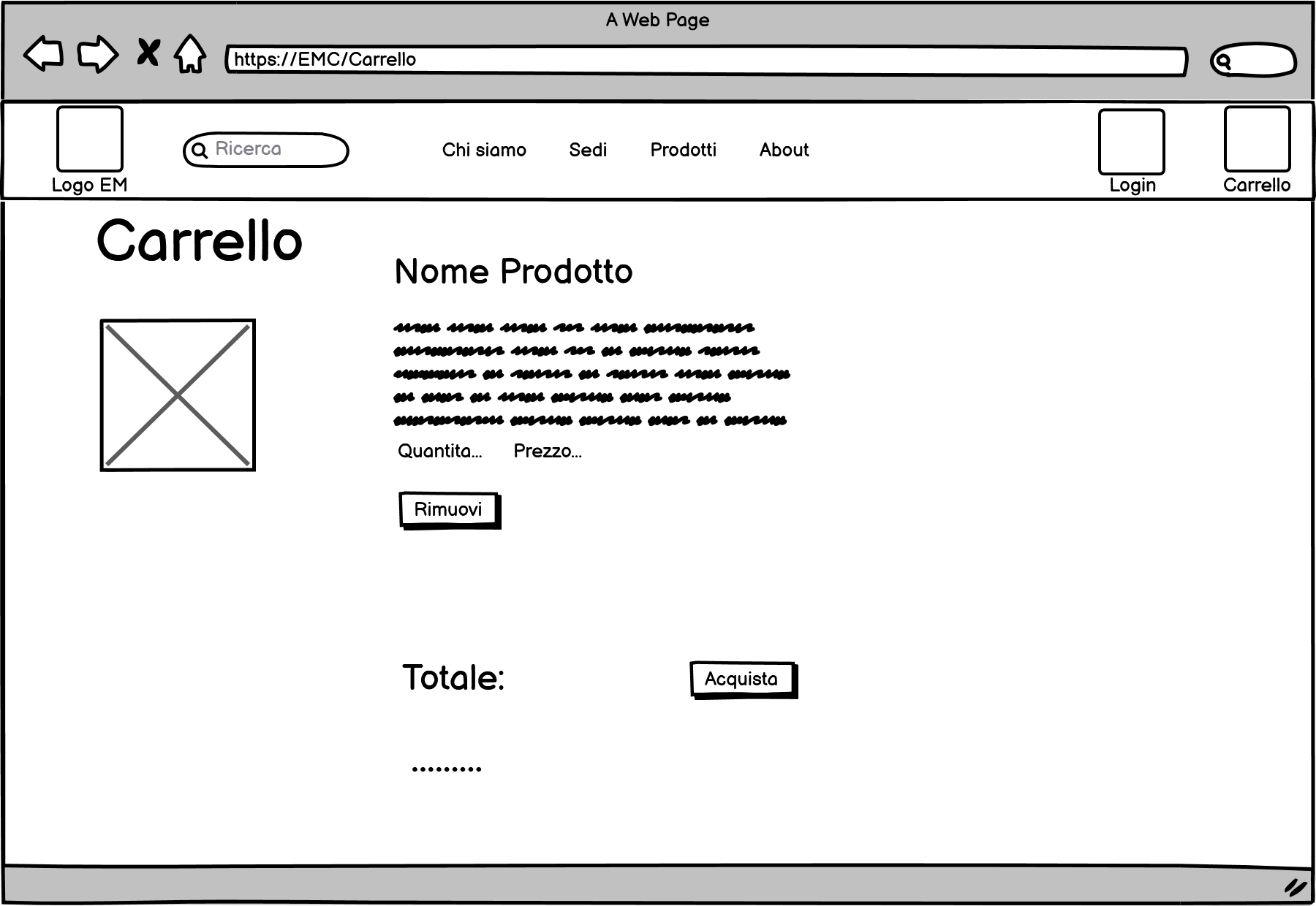 A Web Page
https://EMC/Carrello
Ricerca
Chi siamo
Sedi
Prodotti
About
Logo EM
Login
Carrello
Carrello
Nome Prodotto
Quantita...
Prezzo...
Rimuovi
Totale:
Acquista
.........